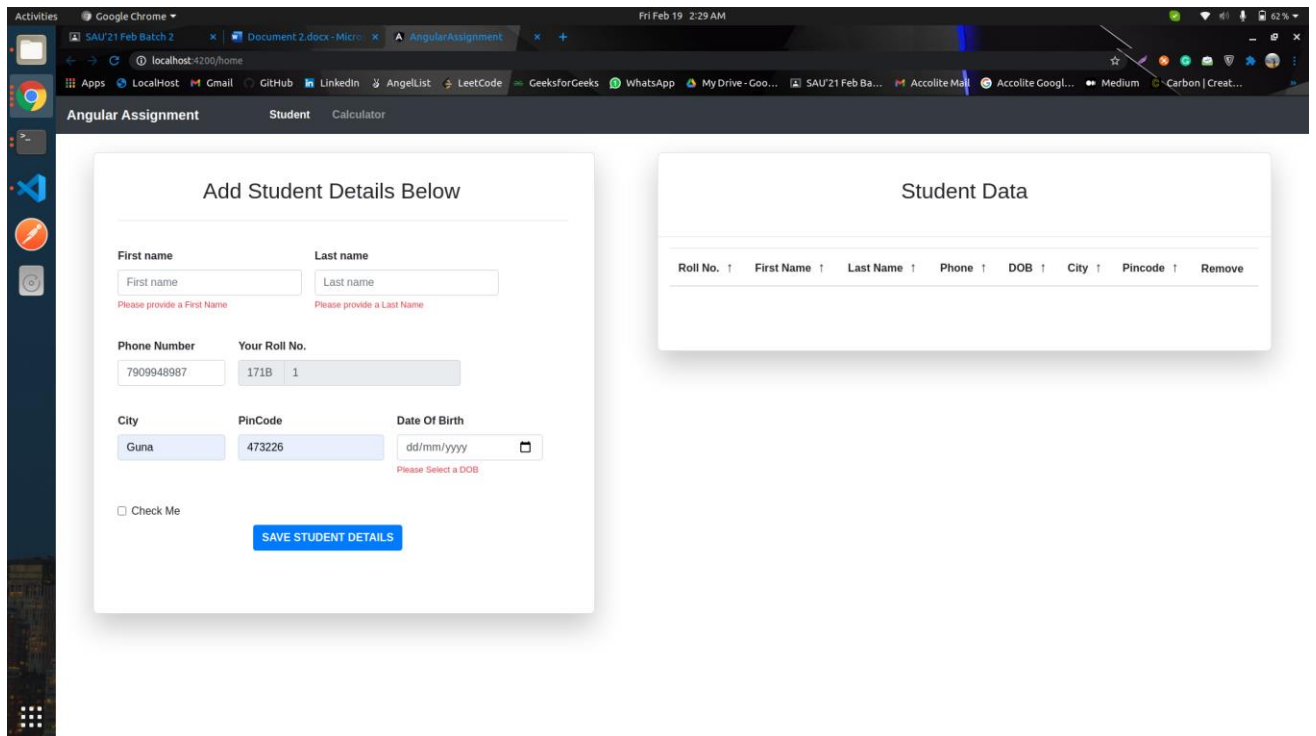 Activities Google Chrome Fri Feb 19 2:29 AM 62 %
SAU'21 Feb Batch 2 × Document 2.docx - Micro × AngularAssignment × +
localhost:4200/home
Apps LocalHost Gmail GitHub LinkedIn AngelList LeetCode GeeksforGeeks WhatsApp My Drive - Goo... SAU'21 Feb Ba... Accolite Mail Accolite Googl... Medium Carbon | Creat... »
Angular Assignment Student Calculator
Add Student Details Below
First name Last name
First name Last name
Please provide a First Name Please provide a Last Name
Phone Number Your Roll No.
7909948987 171B 1
City PinCode Date Of Birth
Guna 473226 dd/mm/yyyy
Please Select a DOB
Check Me
SAVE STUDENT DETAILS
Student Data
Roll No. ↑ First Name ↑ Last Name ↑ Phone ↑ DOB ↑ City ↑ Pincode ↑ Remove